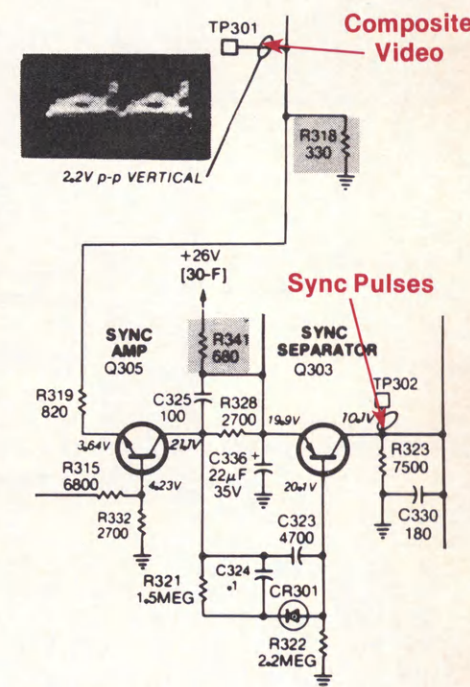 TP301
Composite
Video
R318
330
2.2V p-p VERTICAL
+26V
[30-F]
Sync Pulses
SYNC
AMP
Q305
R341
680
SYNC
SEPARATOR
Q303
TP302
R319
820
C325
100
R328
2700
19.9V
10.1V
3.64V
21.7V
R323
7500
R315
6800
4.23V
C336 +
22µF
35V
20.1V
C330
180
R332
2700
C323
4700
R321
1.5MEG
C324
.1
CR301
R322
2.2MEG